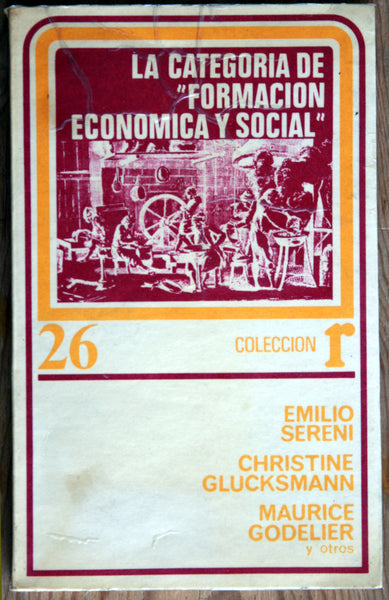 LA CATEGORIA DE
"FORMACION
ECONOMICA Y SOCIAL"
26
COLECCION r
EMILIO
SERENI
CHRISTINE
GLUCKSMANN
MAURICE
GODELIER
y otros